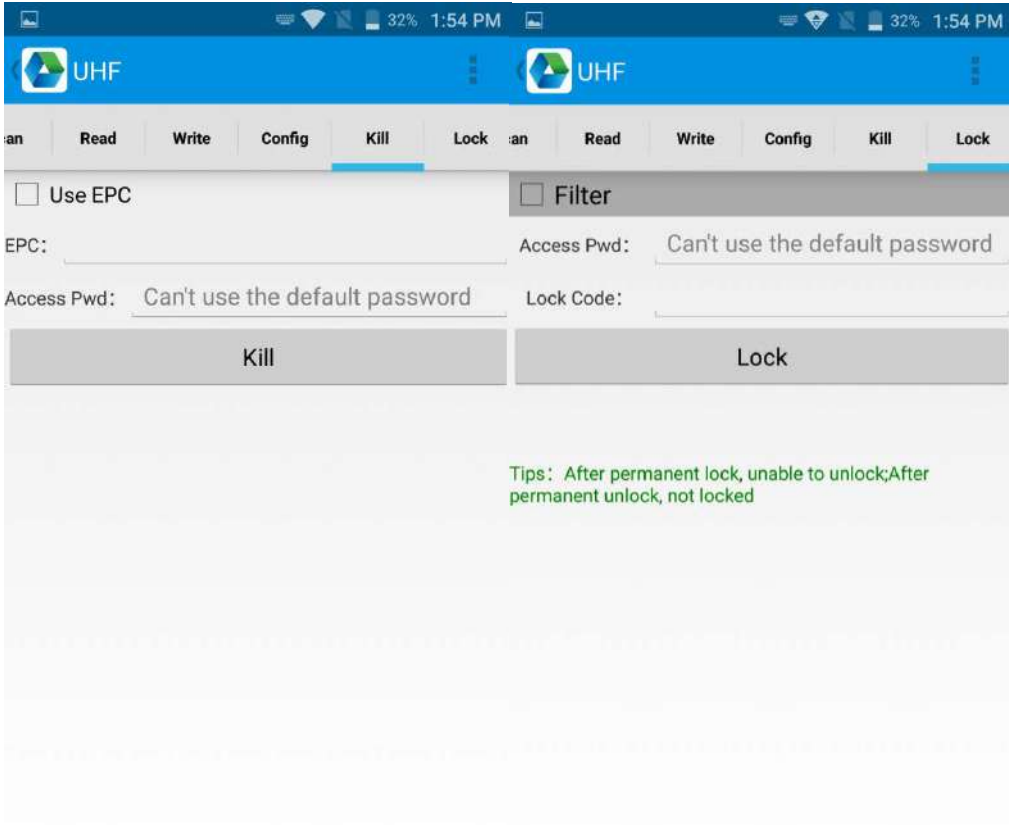 32% 1:54 PM
UHF
an Read Write Config Kill Lock
Use EPC
EPC:
Access Pwd: Can't use the default password
Kill
32% 1:54 PM
UHF
an Read Write Config Kill Lock
Filter
Access Pwd: Can't use the default password
Lock Code:
Lock
Tips: After permanent lock, unable to unlock;After
permanent unlock, not locked